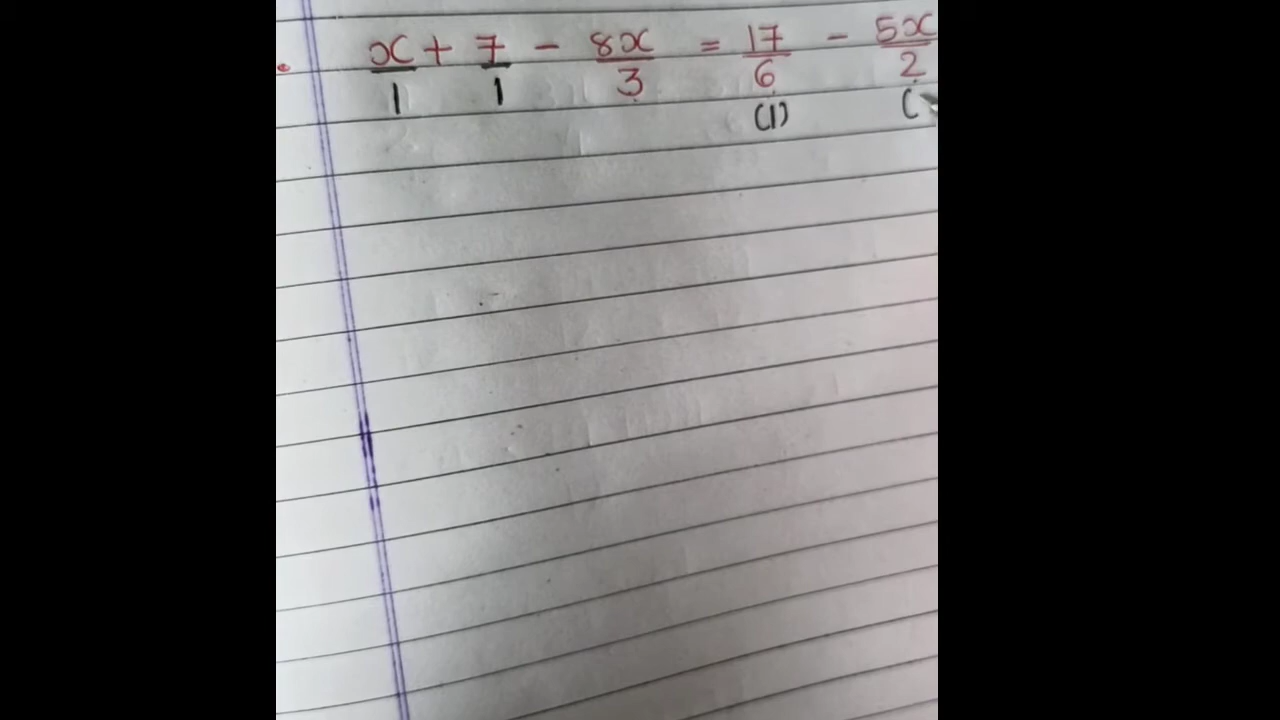 x/1 + 7/1 - 8x/3 = 17/6 - 5x/2
(1) (